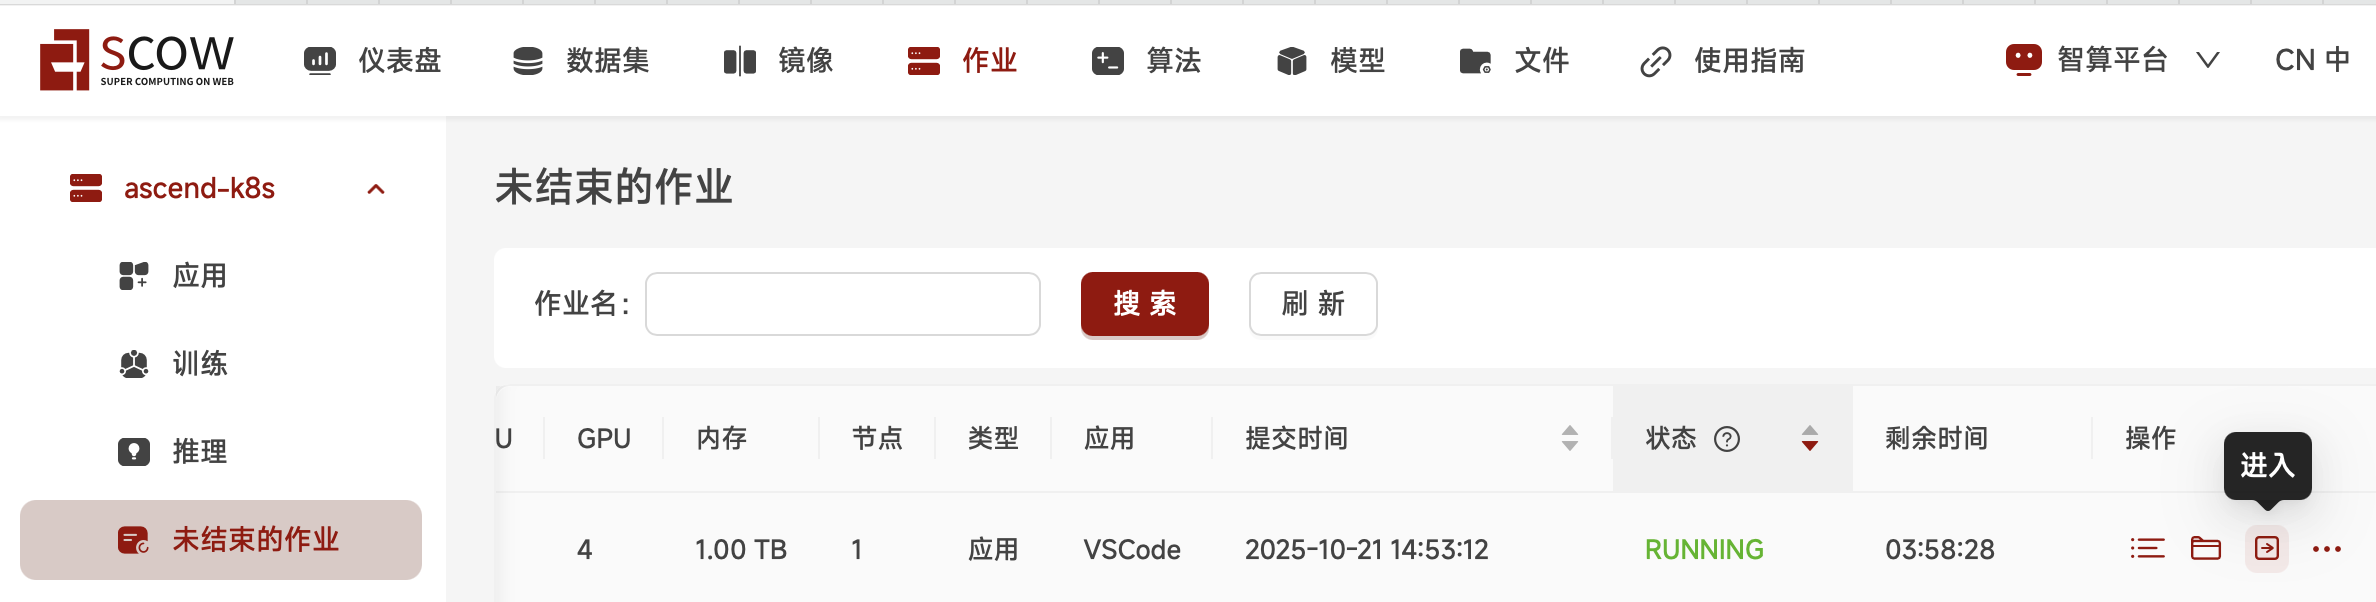 SCOW
SUPER COMPUTING ON WEB
仪表盘 数据集 镜像 作业 算法 模型 文件 使用指南 智算平台 CN 中
ascend-k8s
应用
训练
推理
未结束的作业
未结束的作业
作业名: 搜 索 刷 新
U GPU 内存 节点 类型 应用 提交时间 状态 ? 剩余时间 操作
进入
4 1.00 TB 1 应用 VSCode 2025-10-21 14:53:12 RUNNING 03:58:28